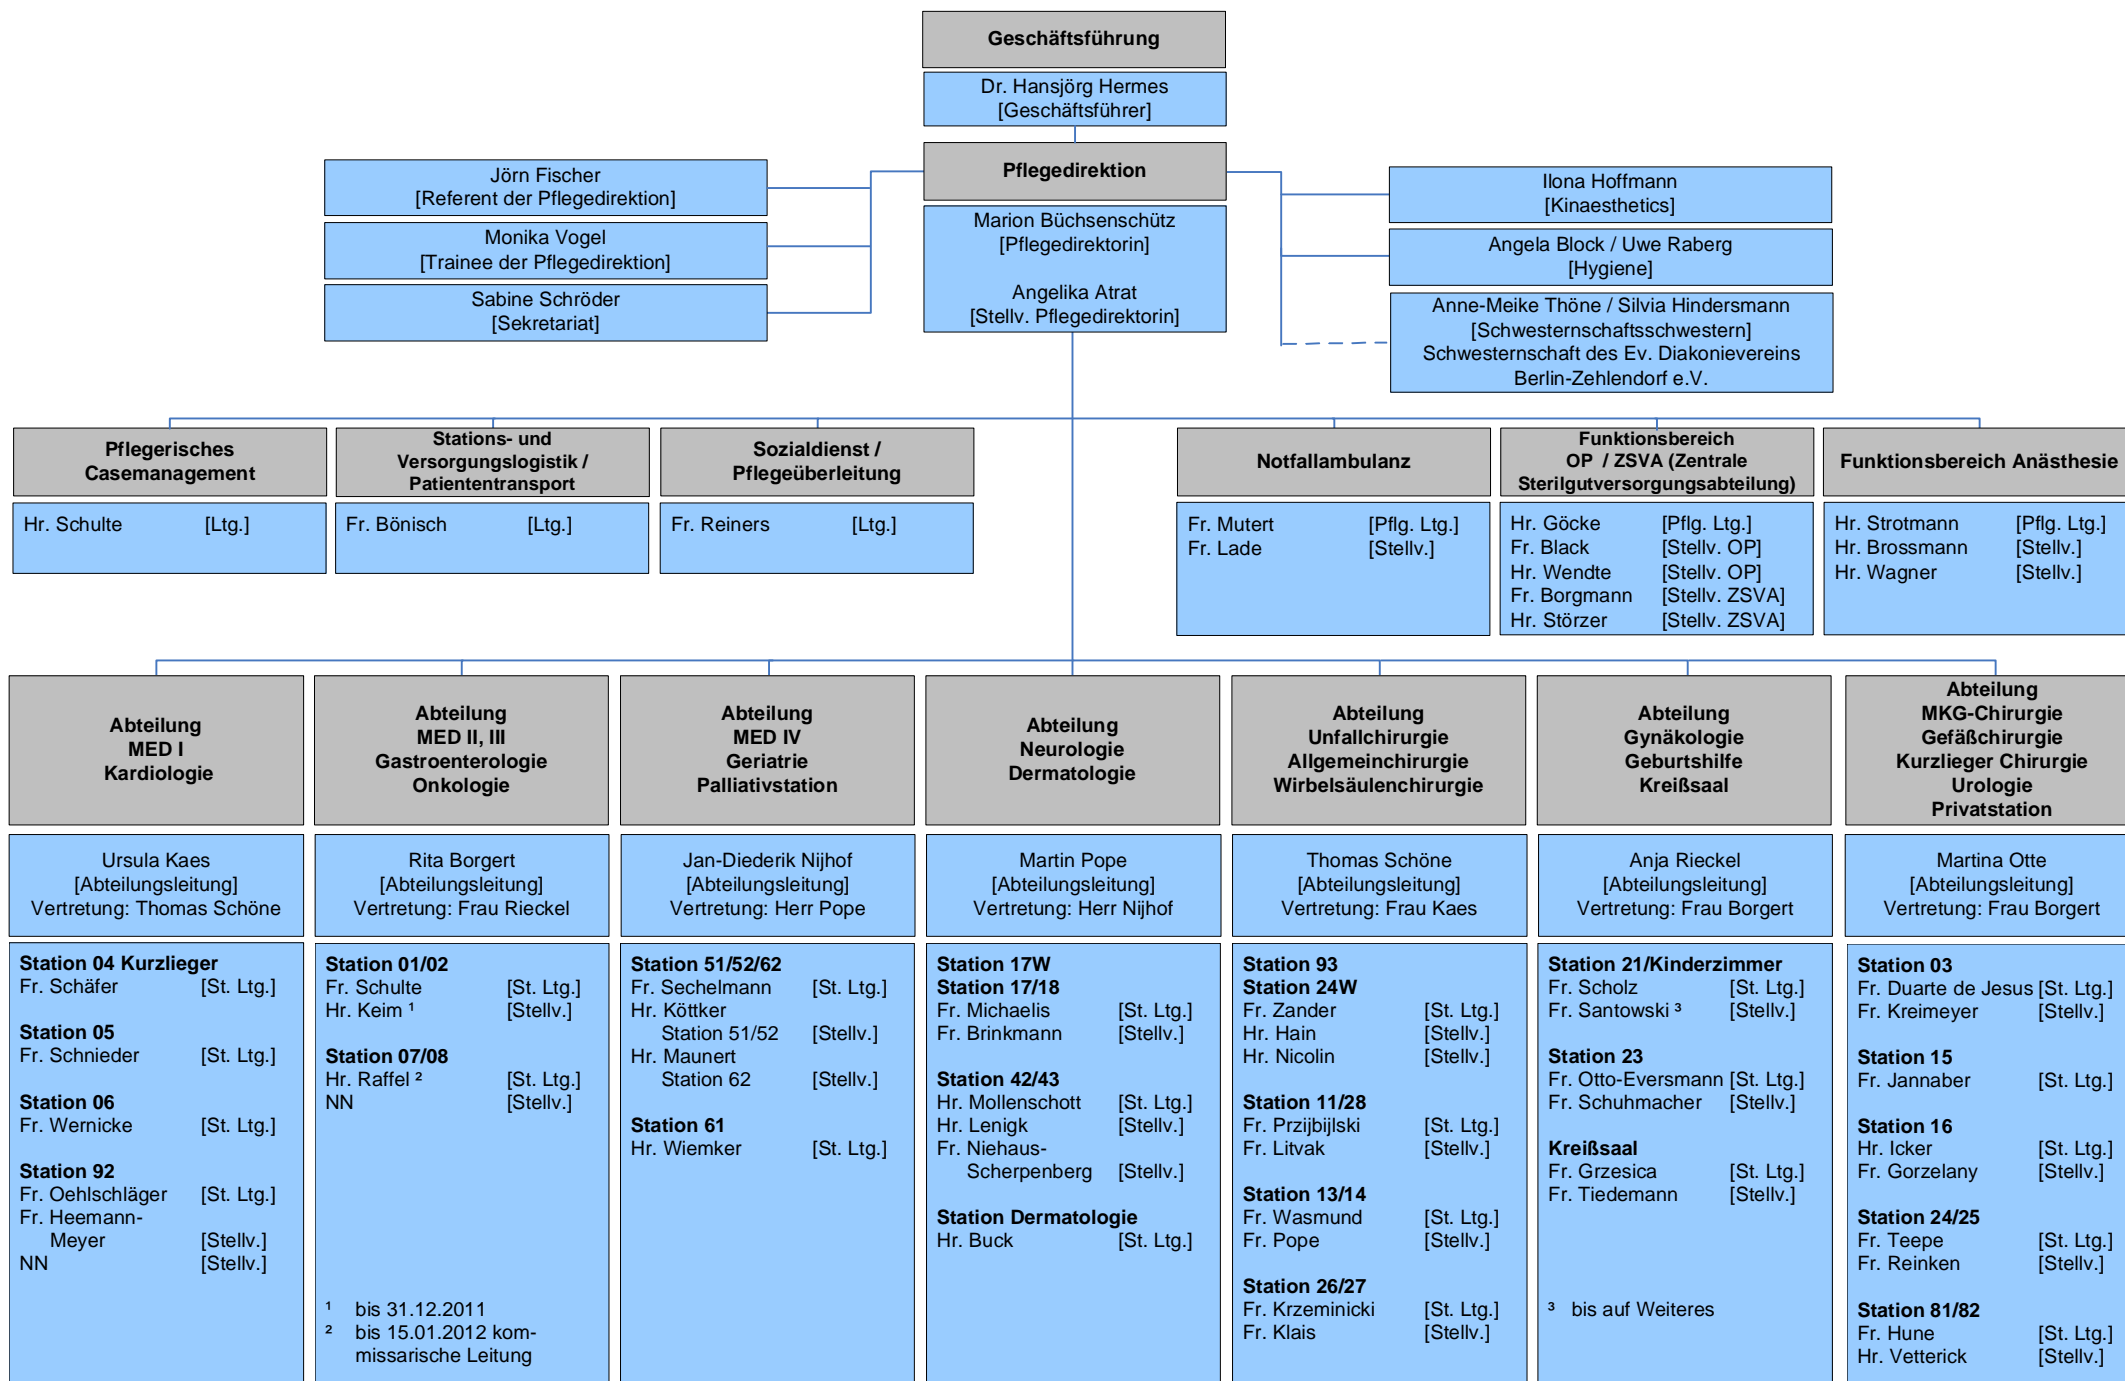 Geschäftsführung
Dr. Hansjörg Hermes
[Geschäftsführer]
Pflegedirektion
Marion Büchsenschütz
[Pflegedirektorin]
Angelika Atrat
[Stellv. Pflegedirektorin]
Jörn Fischer
[Referent der Pflegedirektion]
Monika Vogel
[Trainee der Pflegedirektion]
Sabine Schröder
[Sekretariat]
Ilona Hoffmann
[Kinaesthetics]
Angela Block / Uwe Raberg
[Hygiene]
Anne-Meike Thöne / Silvia Hindersmann
[Schwesternschaftsschwestern]
Schwesternschaft des Ev. Diakonievereins
Berlin-Zehlendorf e.V.
Pflegerisches
Casemanagement
Hr. Schulte [Ltg.]
Stations- und
Versorgungslogistik /
Patiententransport
Fr. Bönisch [Ltg.]
Sozialdienst /
Pflegeüberleitung
Fr. Reiners [Ltg.]
Notfallambulanz
Fr. Mutert [Pflg. Ltg.]
Fr. Lade [Stellv.]
Funktionsbereich
OP / ZSVA (Zentrale
Sterilgutversorgungsabteilung)
Hr. Göcke [Pflg. Ltg.]
Fr. Black [Stellv. OP]
Hr. Wendte [Stellv. OP]
Fr. Borgmann [Stellv. ZSVA]
Hr. Störzer [Stellv. ZSVA]
Funktionsbereich Anästhesie
Hr. Strotmann [Pflg. Ltg.]
Hr. Brossmann [Stellv.]
Hr. Wagner [Stellv.]
Abteilung
MED I
Kardiologie
Ursula Kaes
[Abteilungsleitung]
Vertretung: Thomas Schöne
Station 04 Kurzlieger
Fr. Schäfer [St. Ltg.]
Station 05
Fr. Schnieder [St. Ltg.]
Station 06
Fr. Wernicke [St. Ltg.]
Station 92
Fr. Oehlschläger [St. Ltg.]
Fr. Heemann-
Meyer [Stellv.]
NN [Stellv.]
Abteilung
MED II, III
Gastroenterologie
Onkologie
Rita Borgert
[Abteilungsleitung]
Vertretung: Frau Rieckel
Station 01/02
Fr. Schulte [St. Ltg.]
Hr. Keim ¹ [Stellv.]
Station 07/08
Hr. Raffel ² [St. Ltg.]
NN [Stellv.]
¹ bis 31.12.2011
² bis 15.01.2012 kom-
missarische Leitung
Abteilung
MED IV
Geriatrie
Palliativstation
Jan-Diederik Nijhof
[Abteilungsleitung]
Vertretung: Herr Pope
Station 51/52/62
Fr. Sechelmann [St. Ltg.]
Hr. Köttker
Station 51/52 [Stellv.]
Hr. Maunert
Station 62 [Stellv.]
Station 61
Hr. Wiemker [St. Ltg.]
Abteilung
Neurologie
Dermatologie
Martin Pope
[Abteilungsleitung]
Vertretung: Herr Nijhof
Station 17W
Station 17/18
Fr. Michaelis [St. Ltg.]
Fr. Brinkmann [Stellv.]
Station 42/43
Hr. Mollenschott [St. Ltg.]
Hr. Lenigk [Stellv.]
Fr. Niehaus-
Scherpenberg [Stellv.]
Station Dermatologie
Hr. Buck [St. Ltg.]
Abteilung
Unfallchirurgie
Allgemeinchirurgie
Wirbelsäulenchirurgie
Thomas Schöne
[Abteilungsleitung]
Vertretung: Frau Kaes
Station 93
Station 24W
Fr. Zander [St. Ltg.]
Hr. Hain [Stellv.]
Hr. Nicolin [Stellv.]
Station 11/28
Fr. Przijbijlski [St. Ltg.]
Fr. Litvak [Stellv.]
Station 13/14
Fr. Wasmund [St. Ltg.]
Fr. Pope [Stellv.]
Station 26/27
Fr. Krzeminicki [St. Ltg.]
Fr. Klais [Stellv.]
Abteilung
Gynäkologie
Geburtshilfe
Kreißsaal
Anja Rieckel
[Abteilungsleitung]
Vertretung: Frau Borgert
Station 21/Kinderzimmer
Fr. Scholz [St. Ltg.]
Fr. Santowski ³ [Stellv.]
Station 23
Fr. Otto-Eversmann [St. Ltg.]
Fr. Schuhmacher [Stellv.]
Kreißsaal
Fr. Grzesica [St. Ltg.]
Fr. Tiedemann [Stellv.]
³ bis auf Weiteres
Abteilung
MKG-Chirurgie
Gefäßchirurgie
Kurzlieger Chirurgie
Urologie
Privatstation
Martina Otte
[Abteilungsleitung]
Vertretung: Frau Borgert
Station 03
Fr. Duarte de Jesus [St. Ltg.]
Fr. Kreimeyer [Stellv.]
Station 15
Fr. Jannaber [St. Ltg.]
Station 16
Hr. Icker [St. Ltg.]
Fr. Gorzelany [Stellv.]
Station 24/25
Fr. Teepe [St. Ltg.]
Fr. Reinken [Stellv.]
Station 81/82
Fr. Hune [St. Ltg.]
Hr. Vetterick [Stellv.]